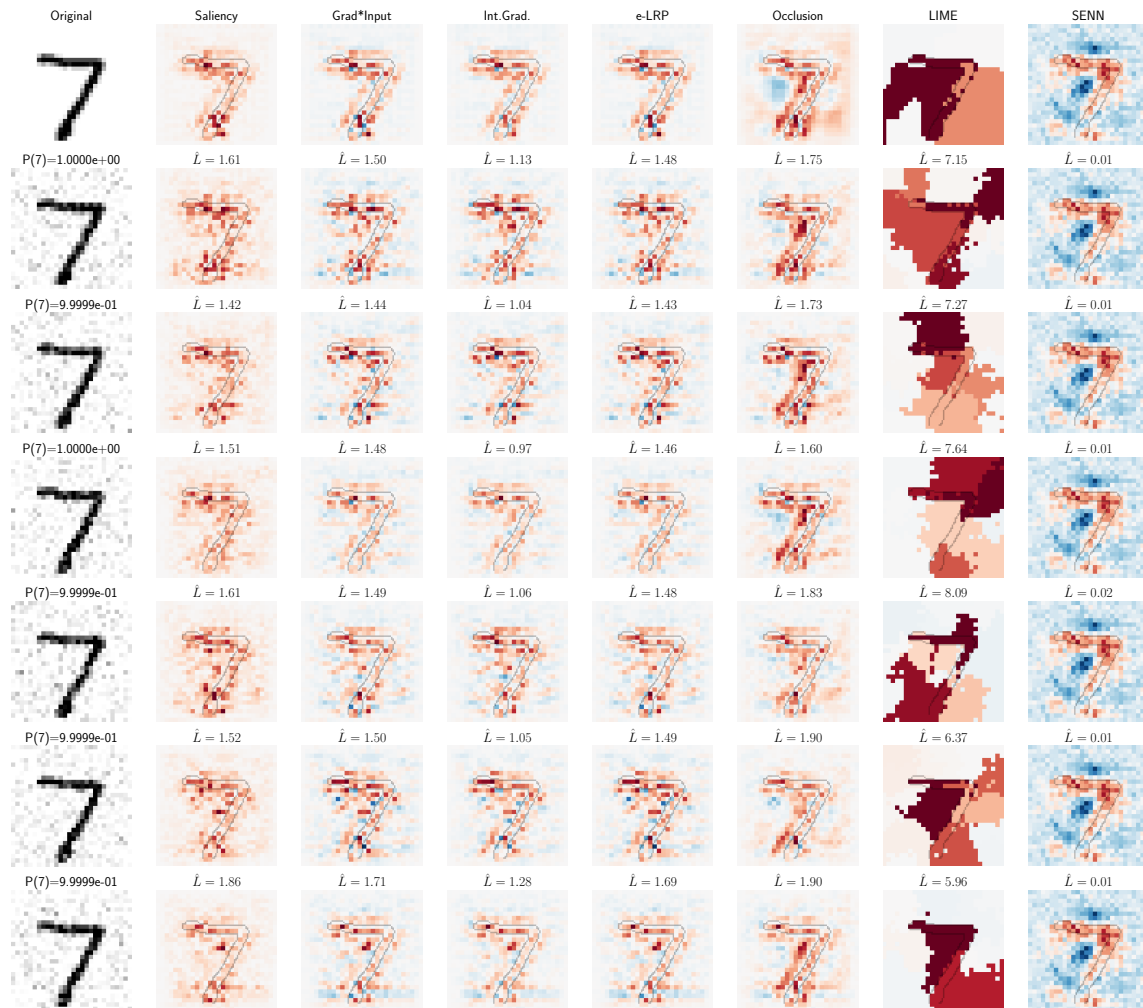 Original Saliency Grad*Input Int.Grad. e-LRP Occlusion LIME SENN
P(7)=1.0000e+00 L̂ = 1.61 L̂ = 1.50 L̂ = 1.13 L̂ = 1.48 L̂ = 1.75 L̂ = 7.15 L̂ = 0.01
P(7)=9.9999e-01 L̂ = 1.42 L̂ = 1.44 L̂ = 1.04 L̂ = 1.43 L̂ = 1.73 L̂ = 7.27 L̂ = 0.01
P(7)=1.0000e+00 L̂ = 1.51 L̂ = 1.48 L̂ = 0.97 L̂ = 1.46 L̂ = 1.60 L̂ = 7.64 L̂ = 0.01
P(7)=9.9999e-01 L̂ = 1.61 L̂ = 1.49 L̂ = 1.06 L̂ = 1.48 L̂ = 1.83 L̂ = 8.09 L̂ = 0.02
P(7)=9.9999e-01 L̂ = 1.52 L̂ = 1.50 L̂ = 1.05 L̂ = 1.49 L̂ = 1.90 L̂ = 6.37 L̂ = 0.01
P(7)=9.9999e-01 L̂ = 1.86 L̂ = 1.71 L̂ = 1.28 L̂ = 1.69 L̂ = 1.90 L̂ = 5.96 L̂ = 0.01